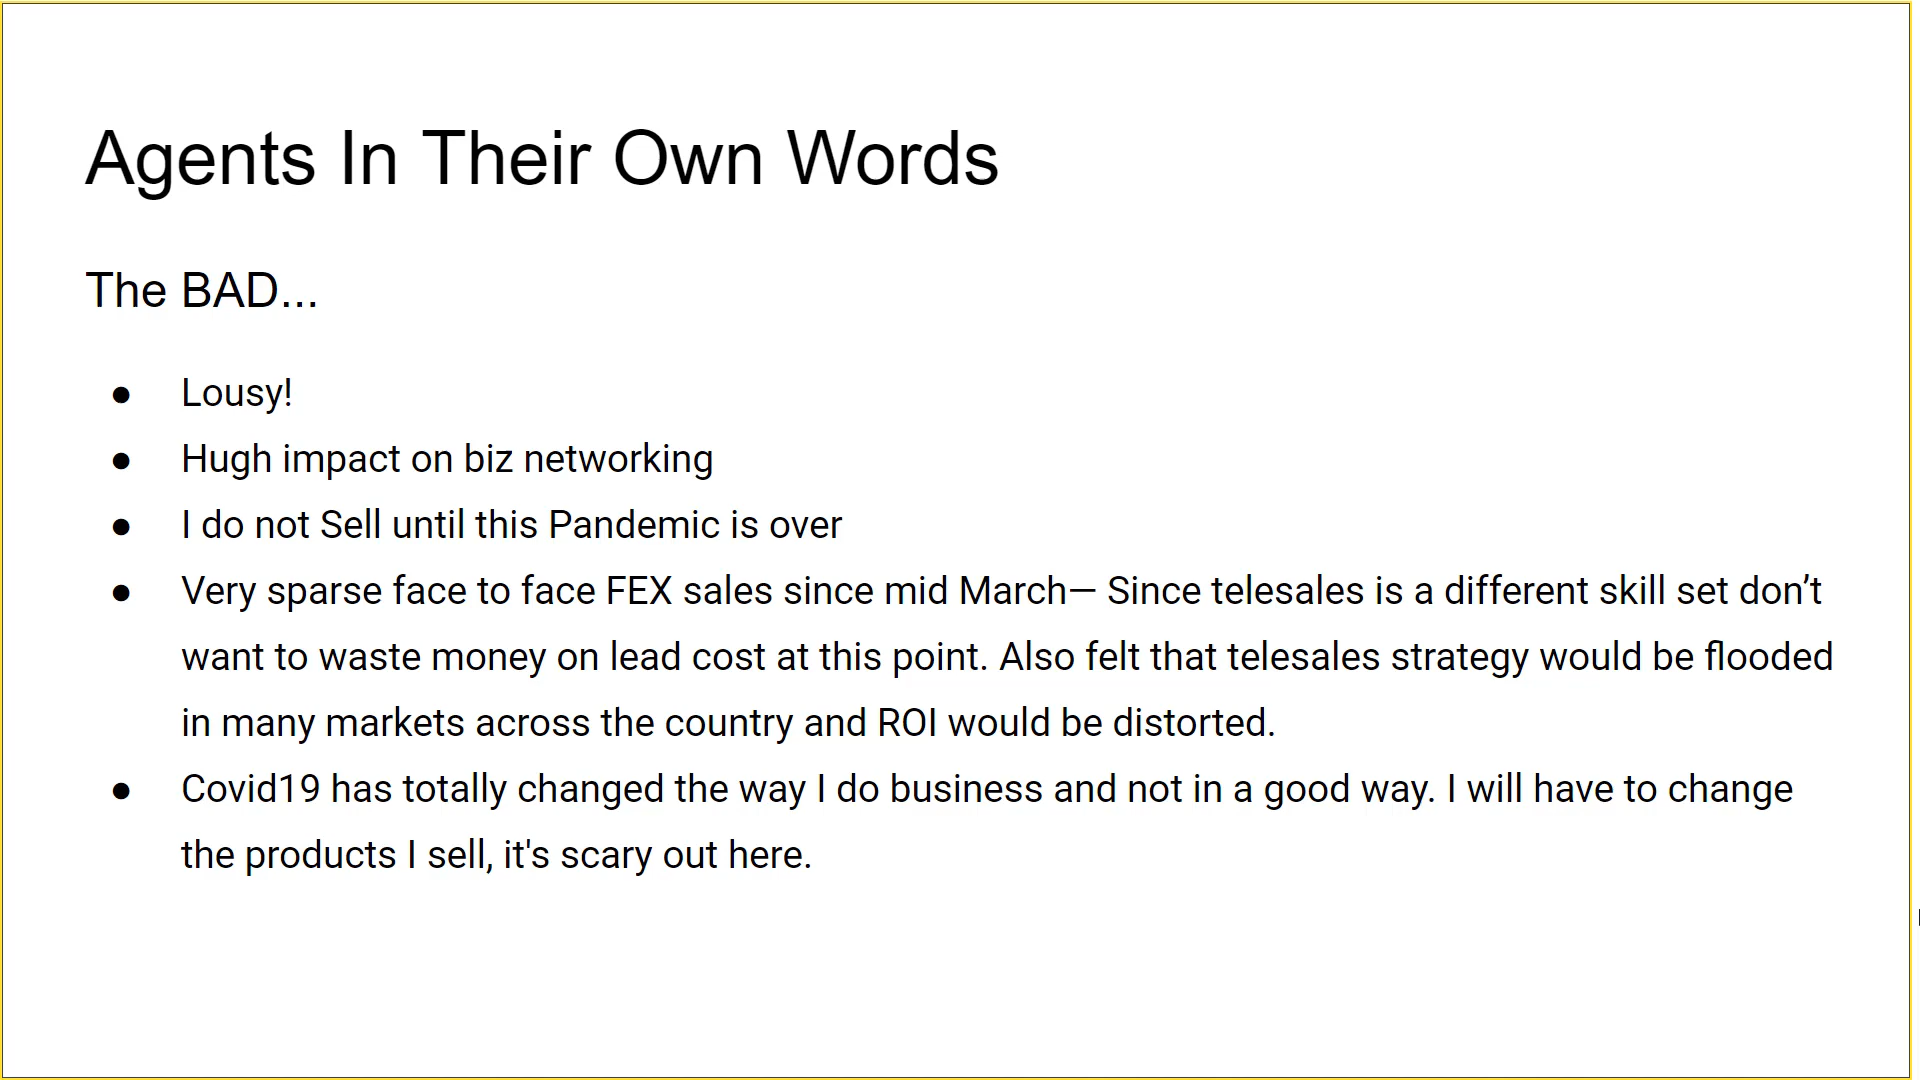 Agents In Their Own Words
The BAD...
● Lousy!
● Hugh impact on biz networking
● I do not Sell until this Pandemic is over
● Very sparse face to face FEX sales since mid March— Since telesales is a different skill set don’t
want to waste money on lead cost at this point. Also felt that telesales strategy would be flooded
in many markets across the country and ROI would be distorted.
● Covid19 has totally changed the way I do business and not in a good way. I will have to change
the products I sell, it's scary out here.